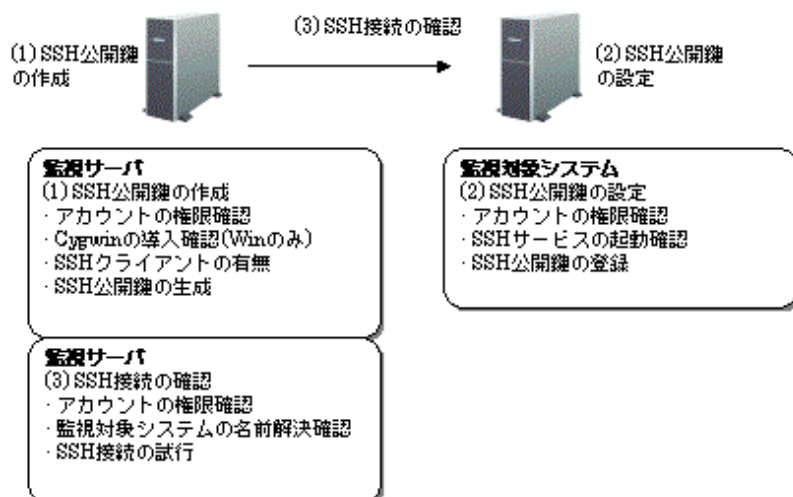 (3) SSH接続の確認
(1) SSH公開鍵
の作成
(2) SSH公開鍵
の設定
監視サーバ
(1) SSH公開鍵の作成
・アカウントの権限確認
・Cygwinの導入確認(Winのみ)
・SSHクライアントの有無
・SSH公開鍵の生成
監視対象システム
(2) SSH公開鍵の設定
・アカウントの権限確認
・SSHサービスの起動確認
・SSH公開鍵の登録
監視サーバ
(3) SSH接続の確認
・アカウントの権限確認
・監視対象システムの名前解決確認
・SSH接続の試行